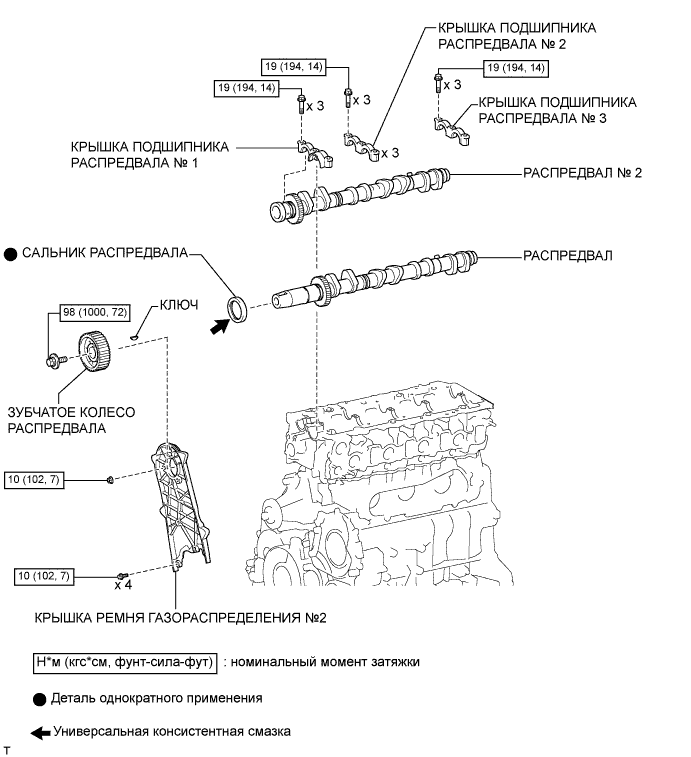 КРЫШКА ПОДШИПНИКА
РАСПРЕДВАЛА № 2
19 (194, 14)
19 (194, 14)
19 (194, 14)
x 3
x 3
x 3
КРЫШКА ПОДШИПНИКА
РАСПРЕДВАЛА № 3
КРЫШКА ПОДШИПНИКА
РАСПРЕДВАЛА № 1
x 3
РАСПРЕДВАЛ № 2
САЛЬНИК РАСПРЕДВАЛА
РАСПРЕДВАЛ
98 (1000, 72)
КЛЮЧ
ЗУБЧАТОЕ КОЛЕСО
РАСПРЕДВАЛА
10 (102, 7)
10 (102, 7)
x 4
КРЫШКА РЕМНЯ ГАЗОРАСПРЕДЕЛЕНИЯ №2
Н*м (кгс*см, фунт-сила-фут) : номинальный момент затяжки
Деталь однократного применения
Универсальная консистентная смазка
T